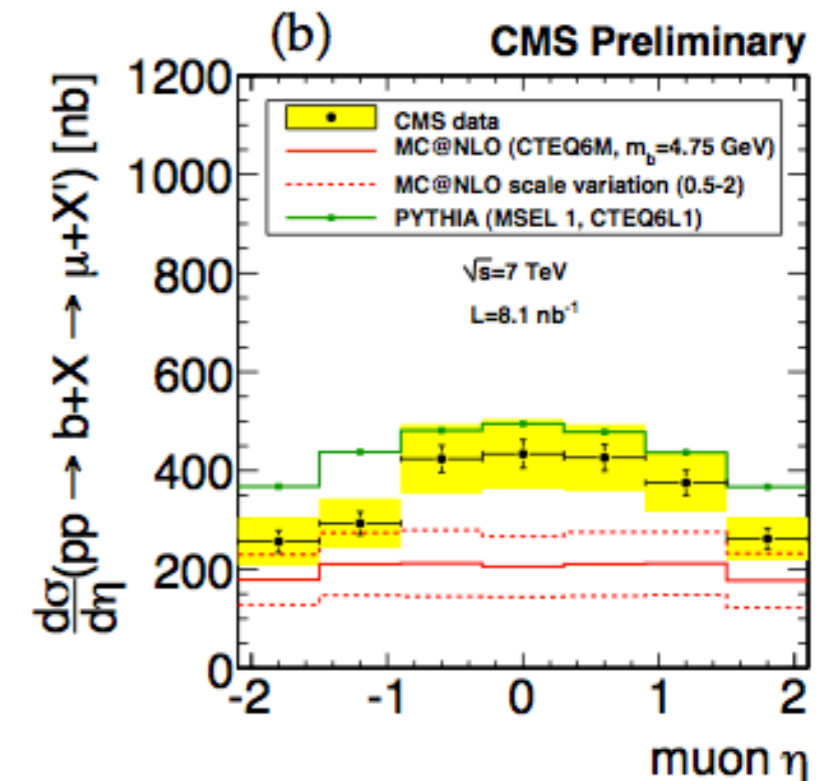 (b)
CMS Preliminary
dσ/dη (pp → b+X → μ+X') [nb]
1200
1000
800
600
400
200
0
CMS data
MC@NLO (CTEQ6M, m_b=4.75 GeV)
MC@NLO scale variation (0.5-2)
PYTHIA (MSEL 1, CTEQ6L1)
√s=7 TeV
L=8.1 nb⁻¹
-2 -1 0 1 2
muon η